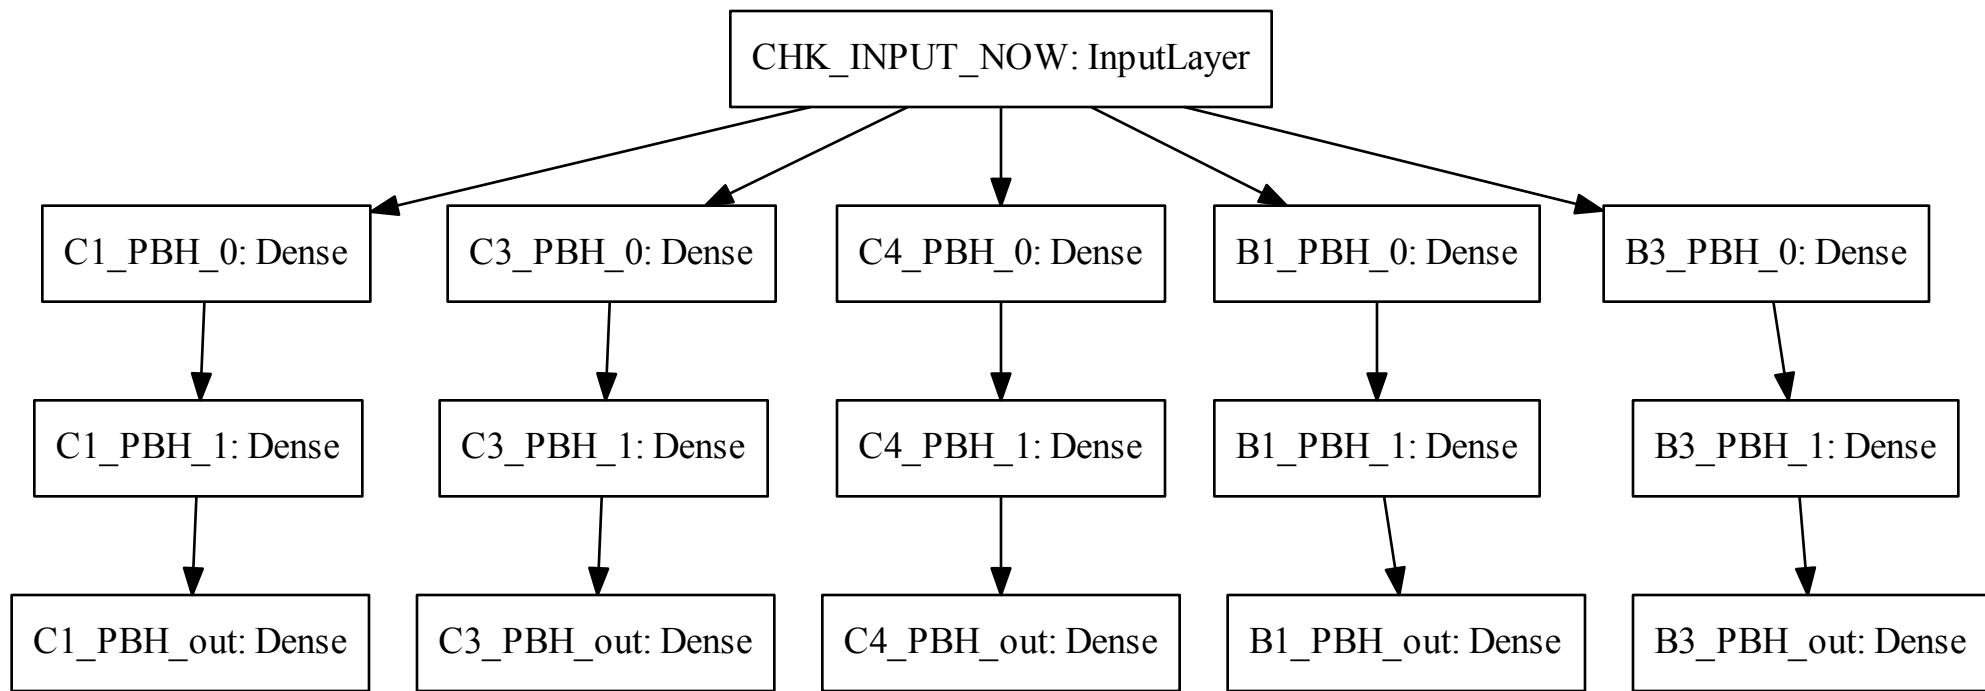 CHK_INPUT_NOW: InputLayer
C1_PBH_0: Dense
C3_PBH_0: Dense
C4_PBH_0: Dense
B1_PBH_0: Dense
B3_PBH_0: Dense
C1_PBH_1: Dense
C3_PBH_1: Dense
C4_PBH_1: Dense
B1_PBH_1: Dense
B3_PBH_1: Dense
C1_PBH_out: Dense
C3_PBH_out: Dense
C4_PBH_out: Dense
B1_PBH_out: Dense
B3_PBH_out: Dense